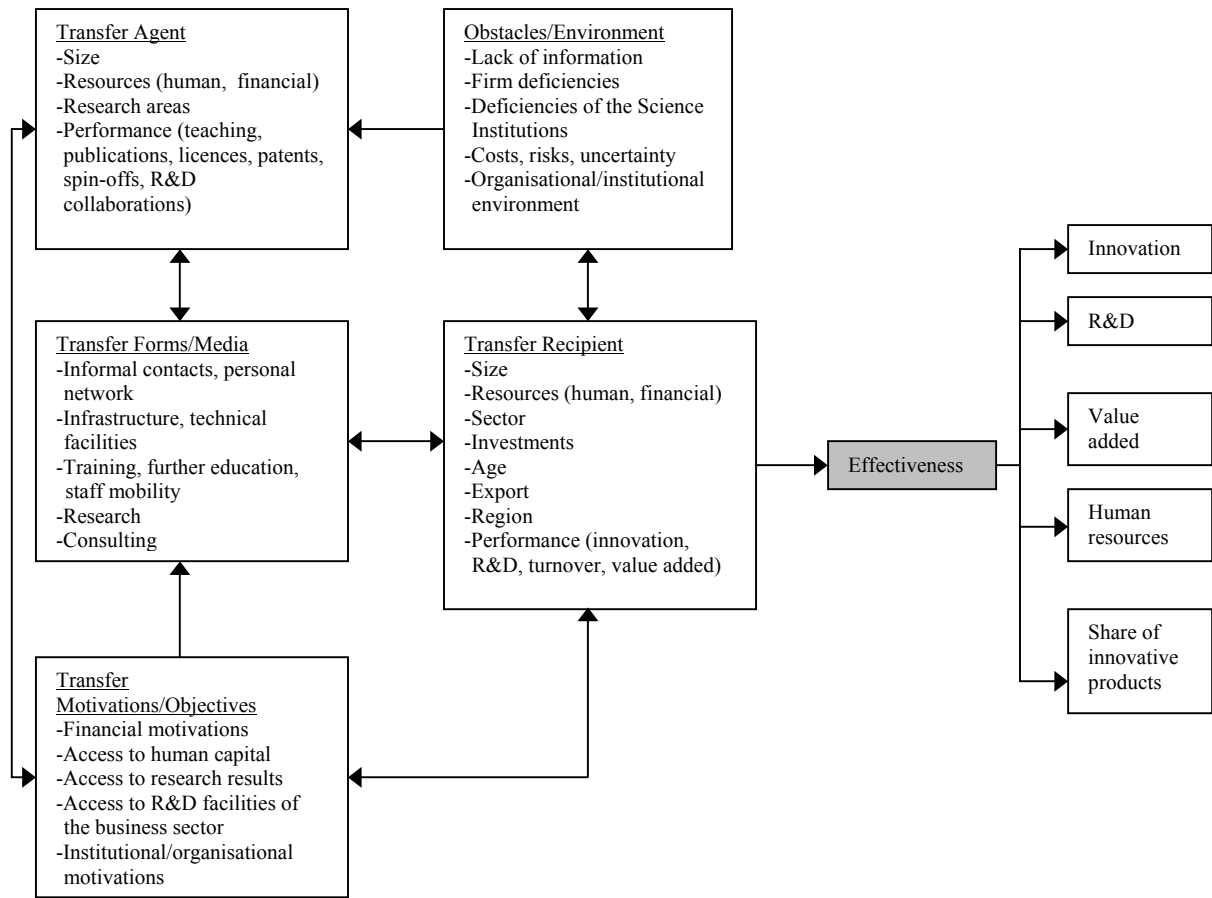 Transfer Agent
-Size
-Resources (human, financial)
-Research areas
-Performance (teaching,
publications, licences, patents,
spin-offs, R&D
collaborations)
Obstacles/Environment
-Lack of information
-Firm deficiencies
-Deficiencies of the Science
Institutions
-Costs, risks, uncertainty
-Organisational/institutional
environment
Transfer Forms/Media
-Informal contacts, personal
network
-Infrastructure, technical
facilities
-Training, further education,
staff mobility
-Research
-Consulting
Transfer Recipient
-Size
-Resources (human, financial)
-Sector
-Investments
-Age
-Export
-Region
-Performance (innovation,
R&D, turnover, value added)
Transfer
Motivations/Objectives
-Financial motivations
-Access to human capital
-Access to research results
-Access to R&D facilities of
the business sector
-Institutional/organisational
motivations
Effectiveness
Innovation
R&D
Value
added
Human
resources
Share of
innovative
products